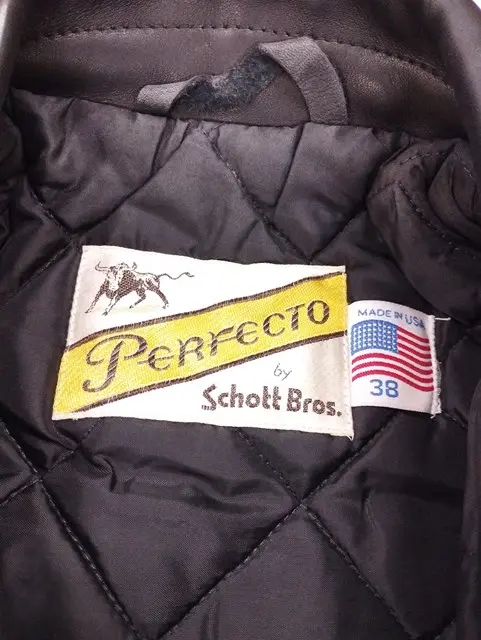 Perfecto
by
Schott Bros.
MADE IN USA
38